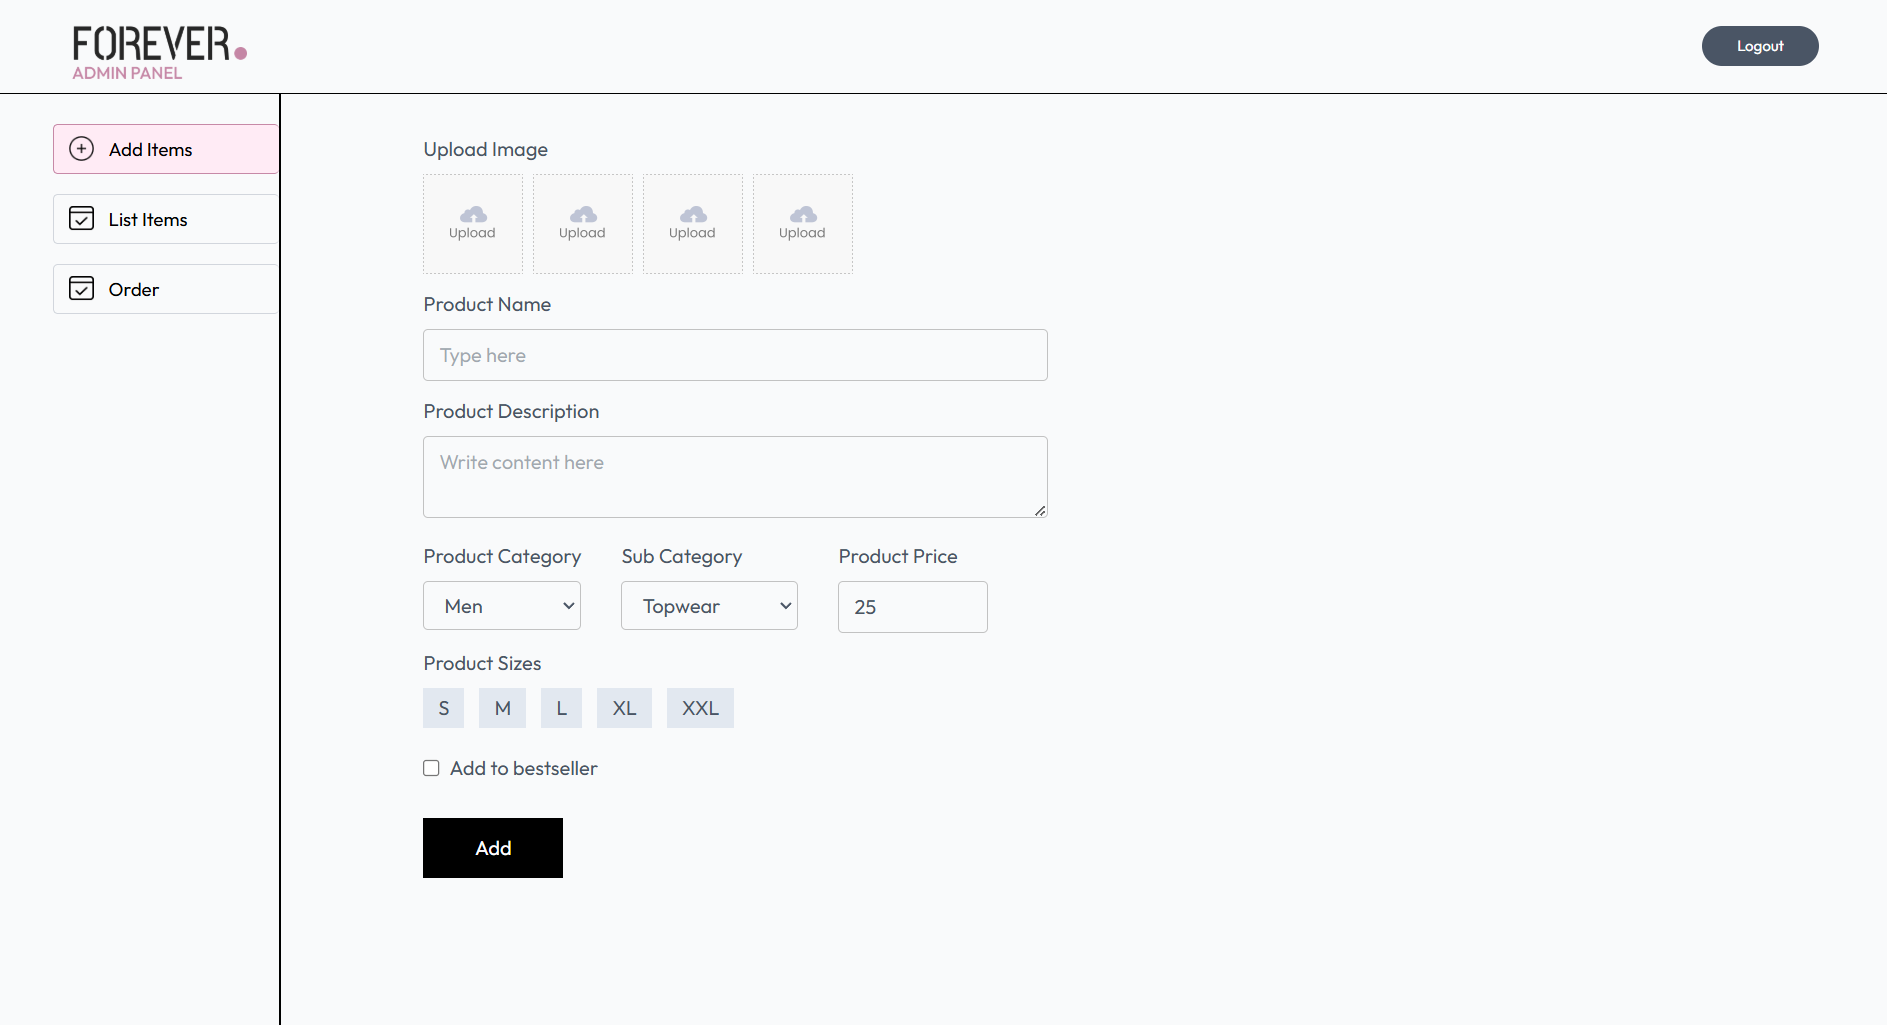 FOREVER.
ADMIN PANEL
Logout
Add Items
List Items
Order
Upload Image
Upload Upload Upload Upload
Product Name
Type here
Product Description
Write content here
Product Category Sub Category Product Price
Men Topwear 25
Product Sizes
S M L XL XXL
Add to bestseller
Add